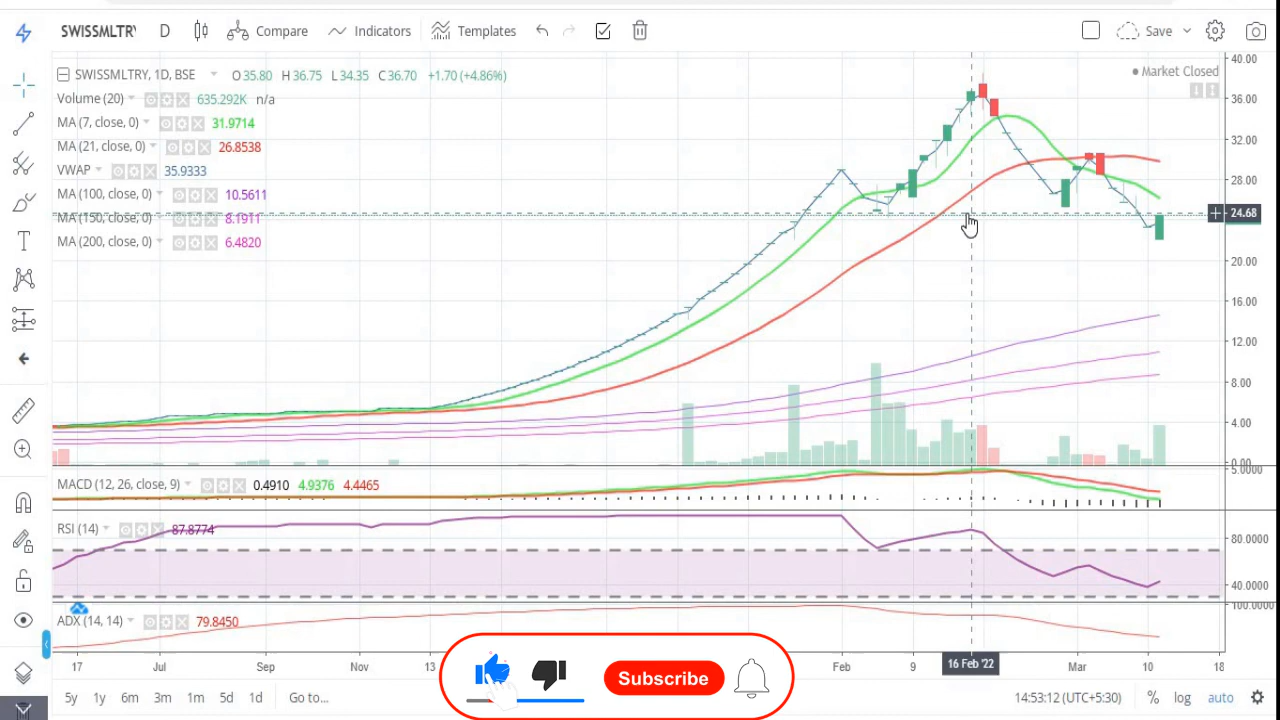 SWISSMLTRY D Compare Indicators Templates Save
SWISSMLTRY, 1D, BSE O35.80 H36.75 L34.35 C36.70 +1.70 (+4.86%)
Market Closed
Volume (20) 635.292K n/a
MA (7, close, 0) 31.9714
MA (21, close, 0) 26.8538
VWAP 35.9333
MA (100, close, 0) 10.5611
MA (150, close, 0) 8.1911
MA (200, close, 0) 6.4820
40.00
36.00
32.00
28.00
24.68
20.00
16.00
12.00
8.00
4.00
0.00
5.0000
MACD (12, 26, close, 9) 0.4910 4.9376 4.4465
RSI (14) 87.8774
80.0000
40.0000
100.0000
ADX (14, 14) 79.8450
17 Jul Sep Nov 13 Feb 9 16 Feb '22 Mar 10 18
Subscribe
5y 1y 6m 3m 1m 5d 1d Go to... 14:53:12 (UTC+5:30) % log auto